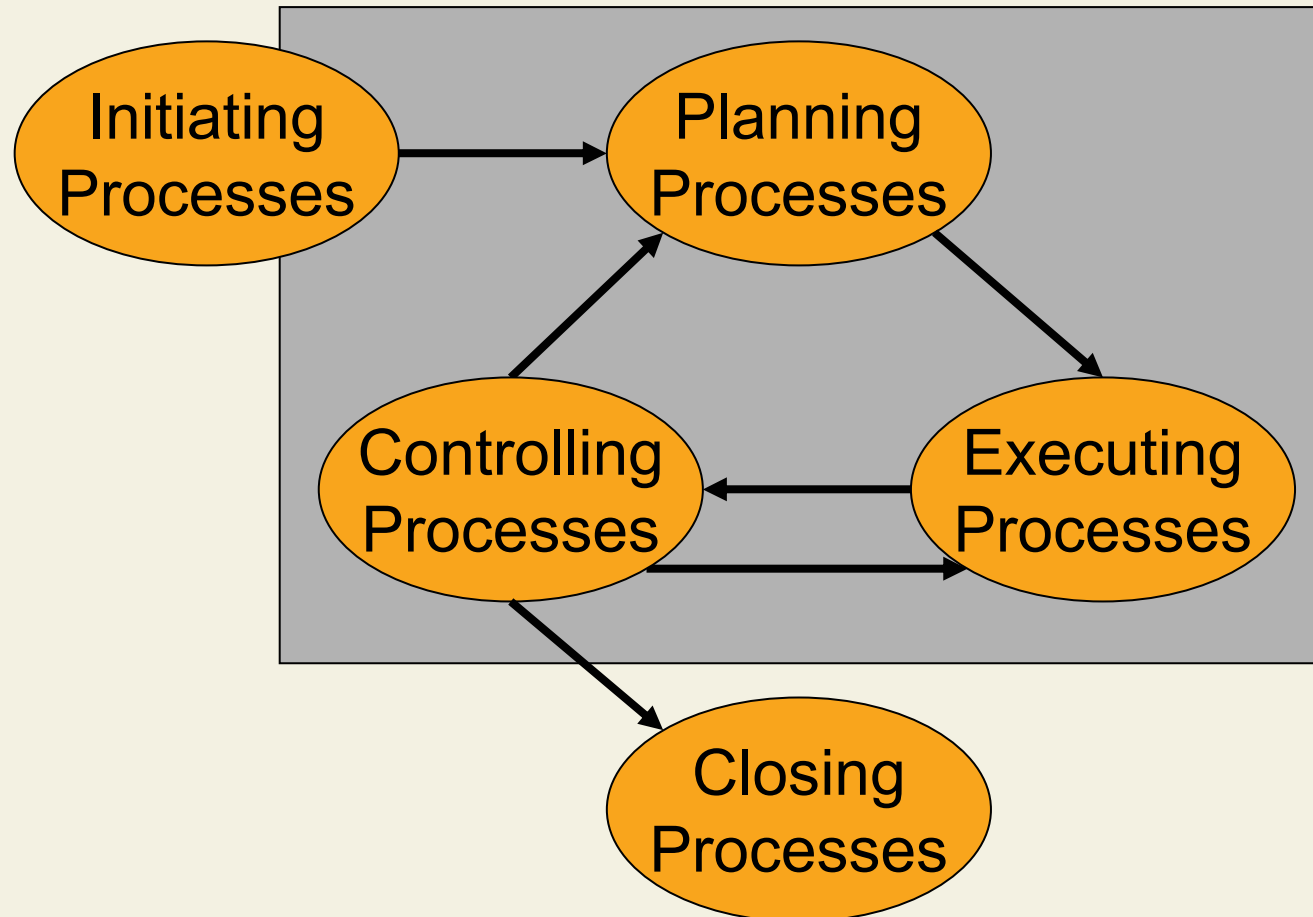 Initiating
Processes
Planning
Processes
Controlling
Processes
Executing
Processes
Closing
Processes